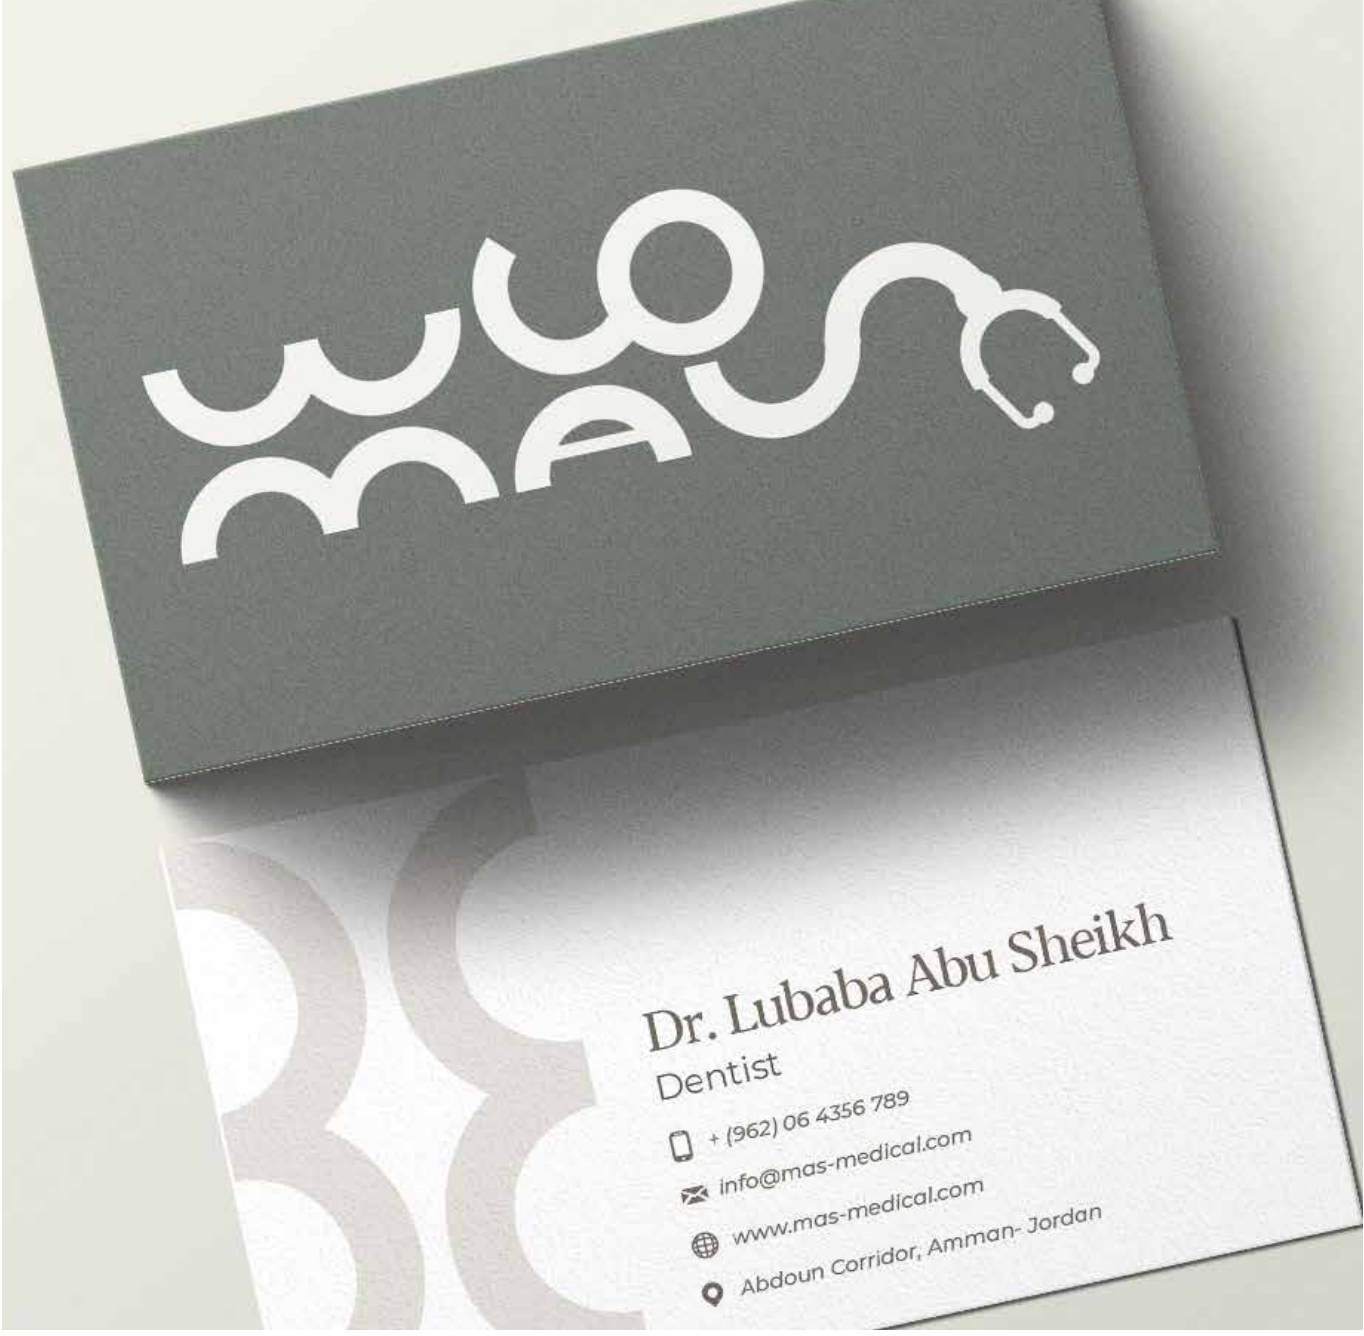 mas
Dr. Lubaba Abu Sheikh
Dentist
+ (962) 06 4356 789
info@mas-medical.com
www.mas-medical.com
Abdoun Corridor, Amman- Jordan